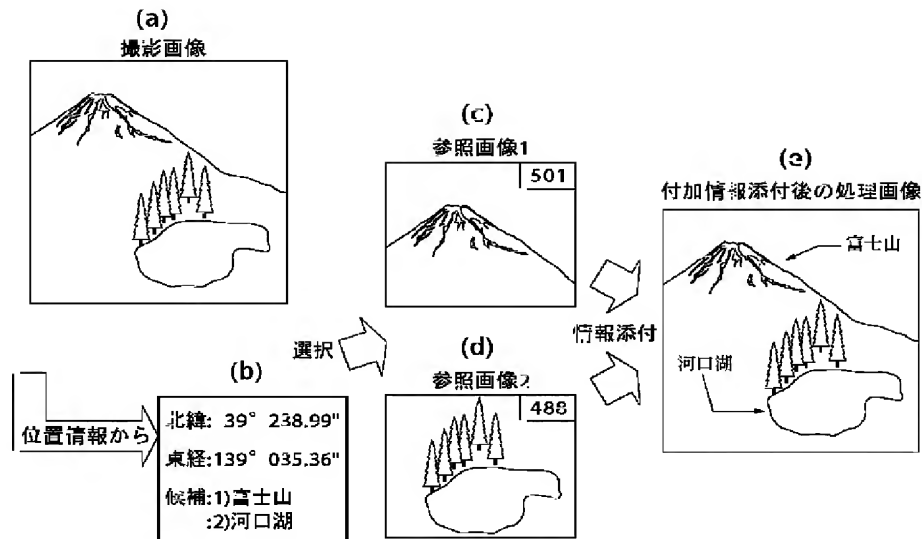 (a)
撮影画像
(c)
参照画像1
501
(e)
付加情報添付後の処理画像
富士山
河口湖
選択
情報添付
(d)
参照画像2
488
(b)
位置情報から
北緯: 39° 238.99"
東経:139° 035.36"
候補:1)富士山
:2)河口湖